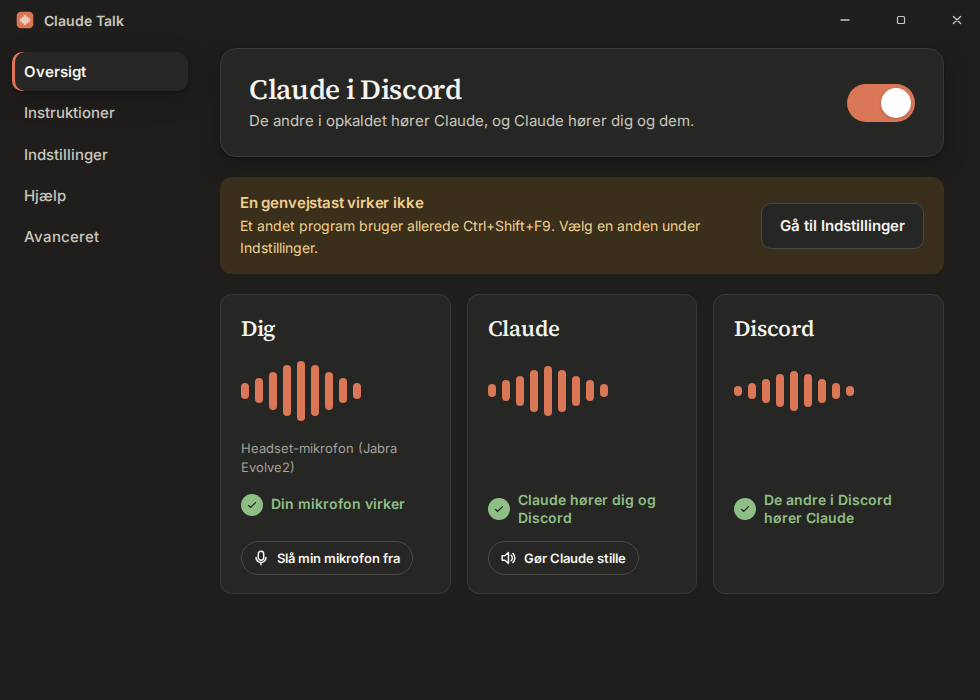 Claude Talk
Oversigt
Instruktioner
Indstillinger
Hjælp
Avanceret
Claude i Discord
De andre i opkaldet hører Claude, og Claude hører dig og dem.
En genvejstast virker ikke
Et andet program bruger allerede Ctrl+Shift+F9. Vælg en anden under
Indstillinger.
Gå til Indstillinger
Dig
Headset-mikrofon (Jabra
Evolve2)
Din mikrofon virker
Slå min mikrofon fra
Claude
Claude hører dig og
Discord
Gør Claude stille
Discord
De andre i Discord
hører Claude